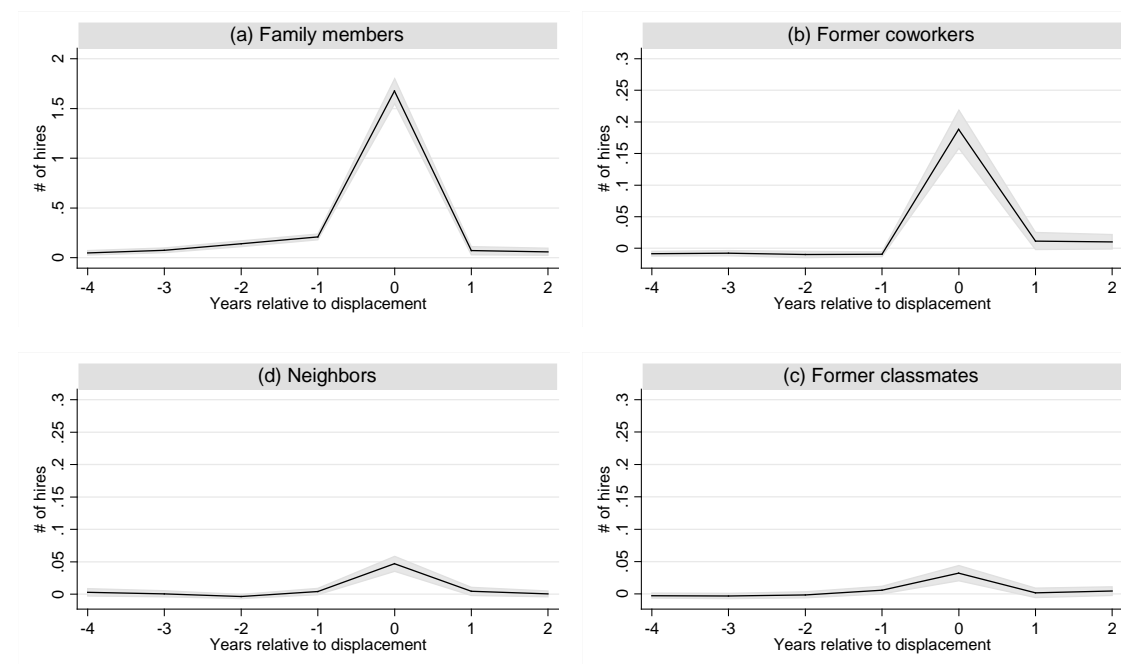 (a) Family members
# of hires
2
1.5
1
.5
0
-4 -3 -2 -1 0 1 2
Years relative to displacement
(b) Former coworkers
# of hires
.3
.25
.2
.15
.1
.05
0
-4 -3 -2 -1 0 1 2
Years relative to displacement
(d) Neighbors
# of hires
.3
.25
.2
.15
.1
.05
0
-4 -3 -2 -1 0 1 2
Years relative to displacement
(c) Former classmates
# of hires
.3
.25
.2
.15
.1
.05
0
-4 -3 -2 -1 0 1 2
Years relative to displacement